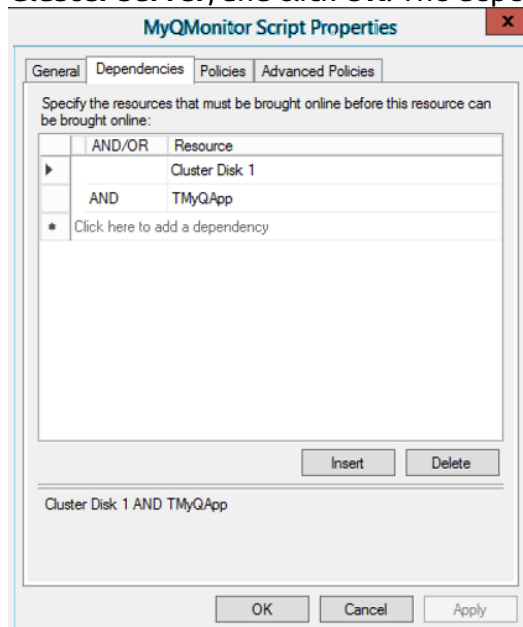 MyQMonitor Script Properties
x
General Dependencies Policies Advanced Policies
Specify the resources that must be brought online before this resource can
be brought online:
AND/OR Resource
Cluster Disk 1
AND TMyQApp
* Click here to add a dependency
Insert Delete
Cluster Disk 1 AND TMyQApp
OK Cancel Apply